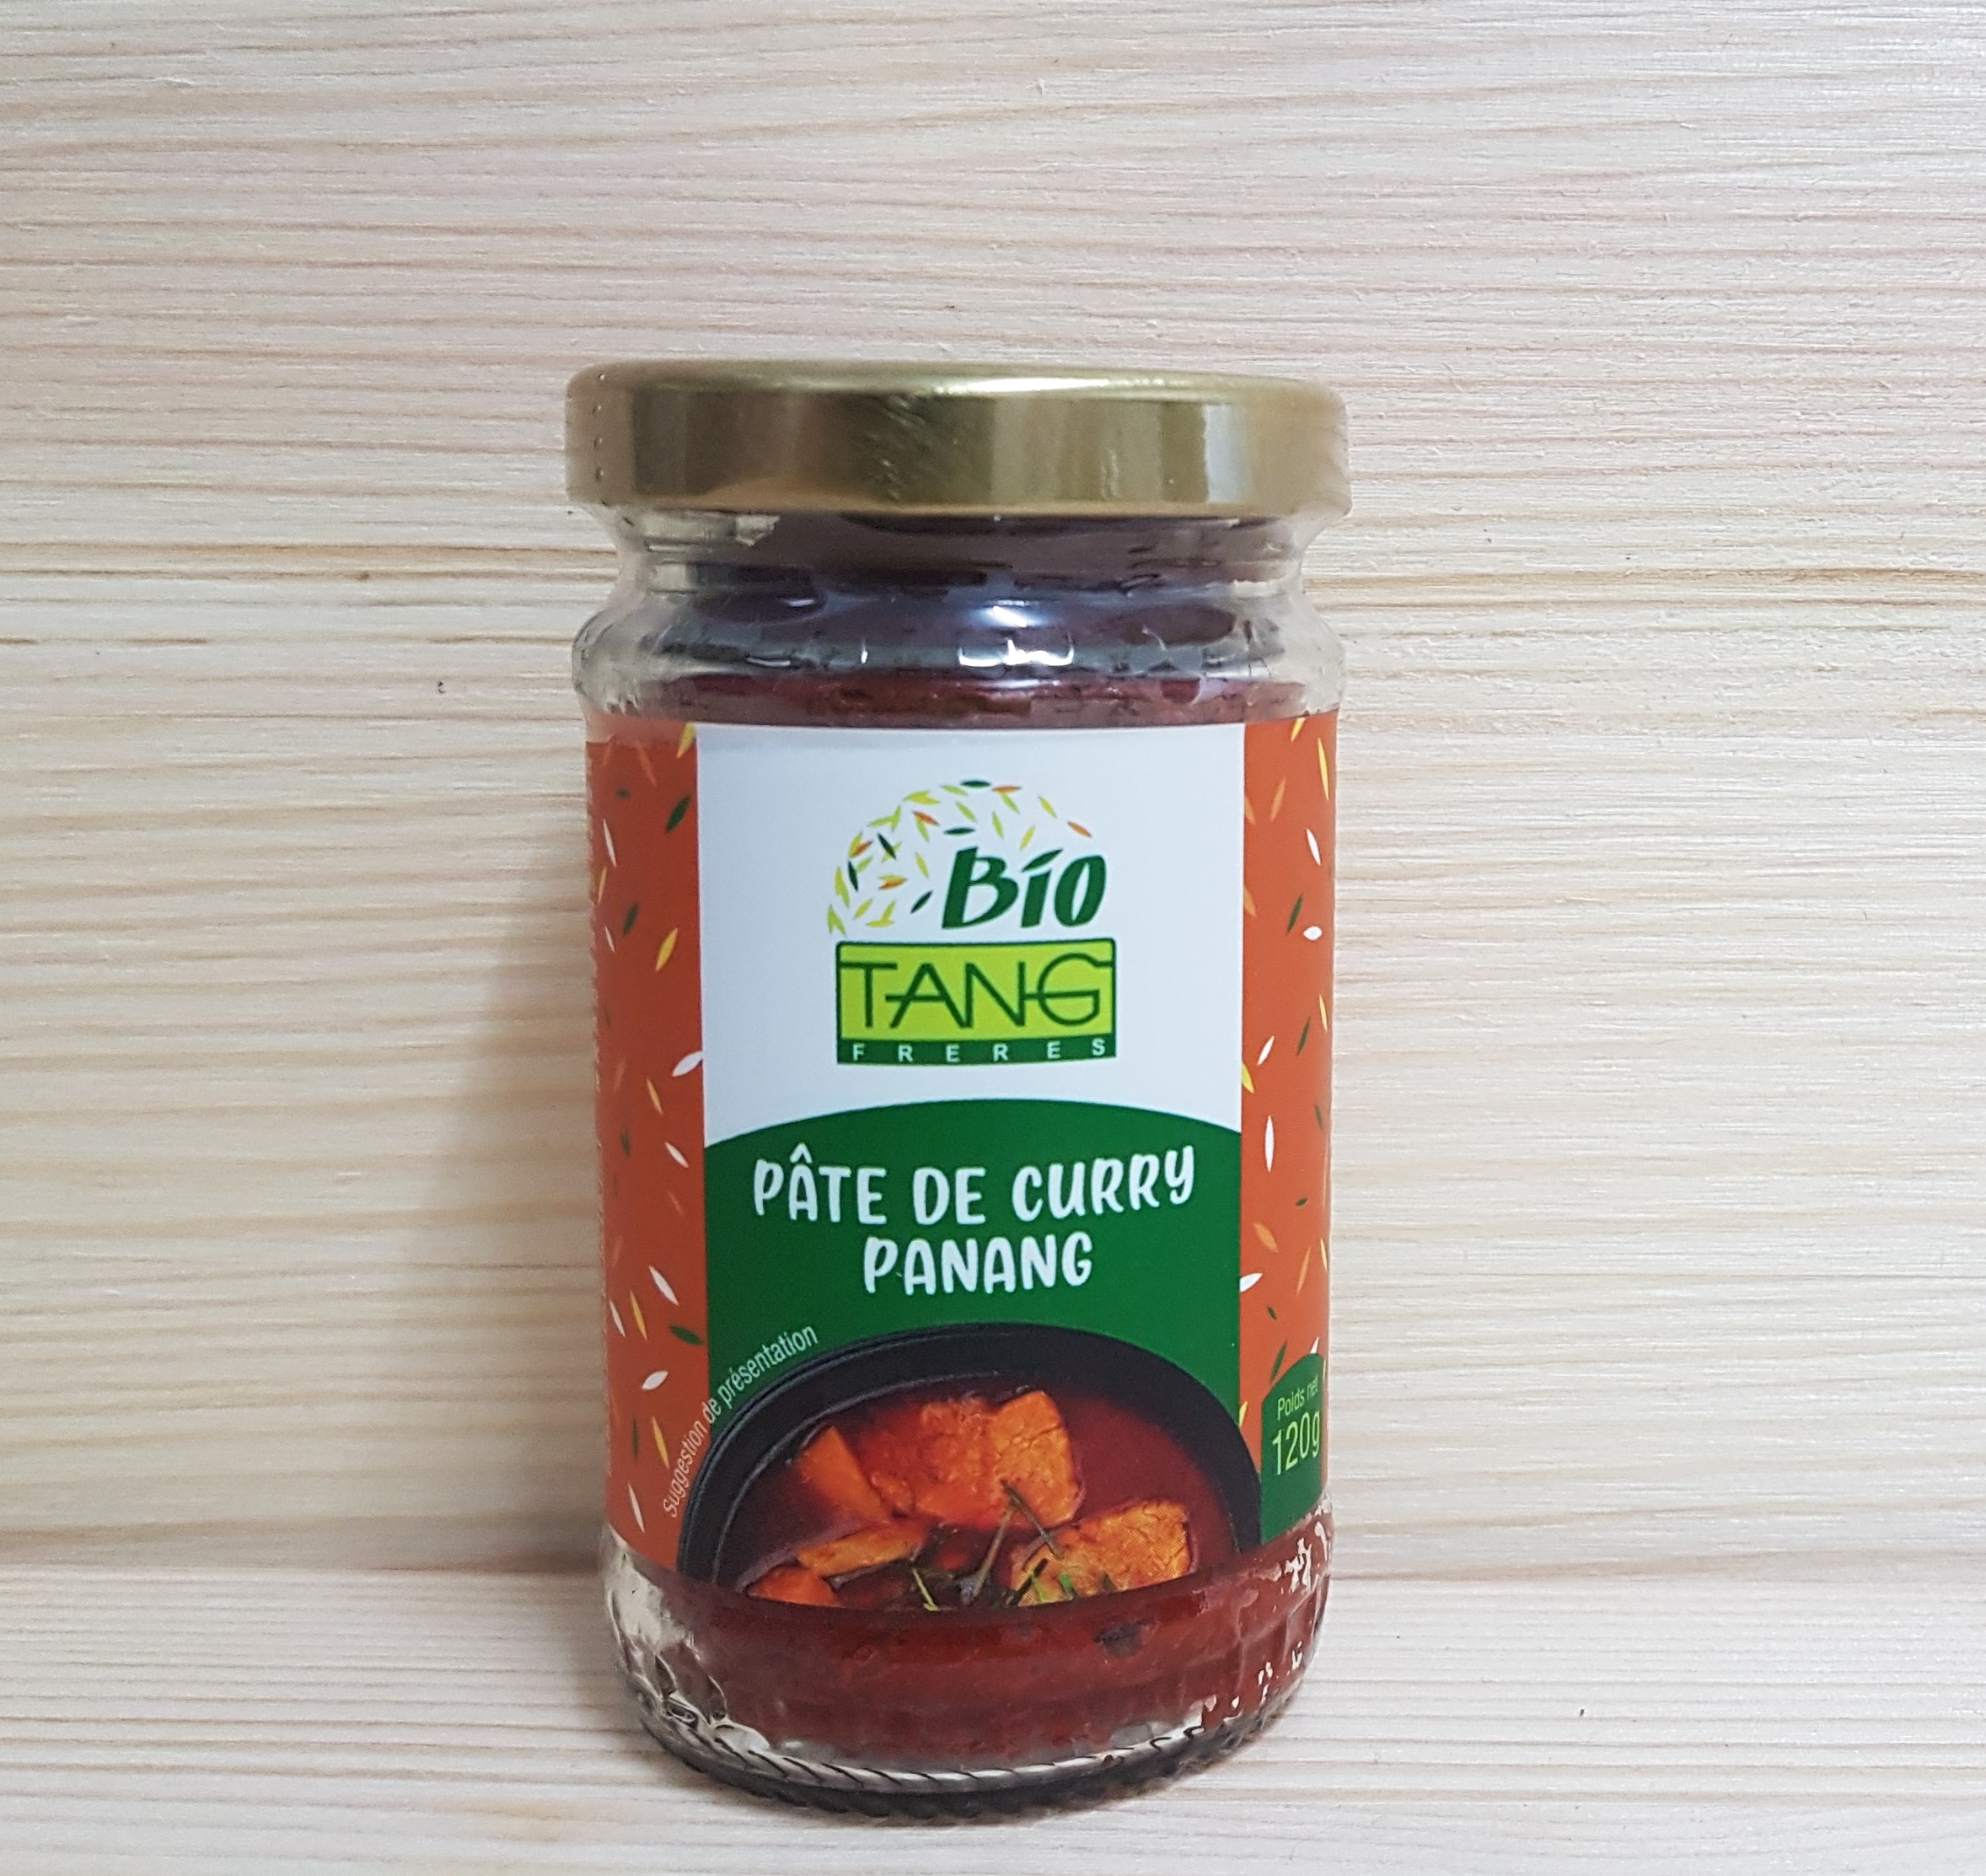 Bio
TANG
FRERES
PÂTE DE CURRY
PANANG
suggestion de présentation
Poids net
120g